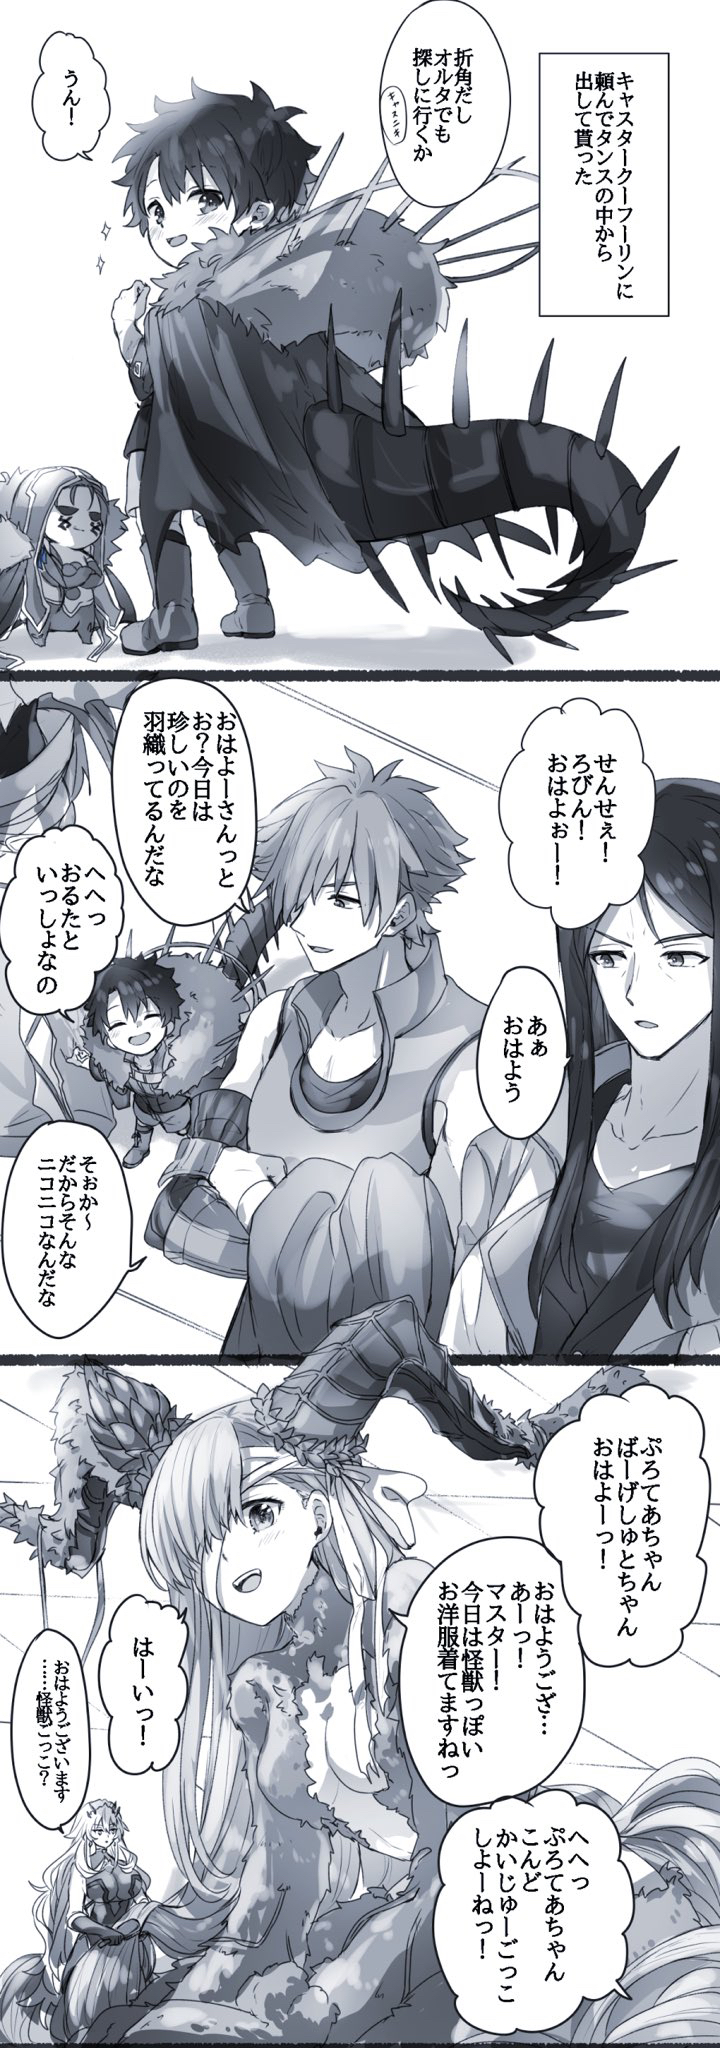 キャスタークーフーリンに
頼んでタンスの中から
出して貰った
折角だし
オルタでも
探しに行くか
キャスニキ
うん！
せんせぇ！
ろびん！
おはよぉー！
あぁ
おはよう
おはよーさんっと
お？今日は
珍しいのを
羽織ってるんだな
へへっ
おるたと
いっしょなの
そおか〜
だからそんな
ニコニコなんだな
ぷろてあちゃん
ばーげしゅとちゃん
おはよーっ！
おはようござ…
あーっ！
マスター！
今日は怪獣っぽい
お洋服着てますねっ
へへっ
ぷろてあちゃん
こんど
かいじゅーごっこ
しよーねっ！
はーいっ！
おはようございます
……怪獣ごっこ？